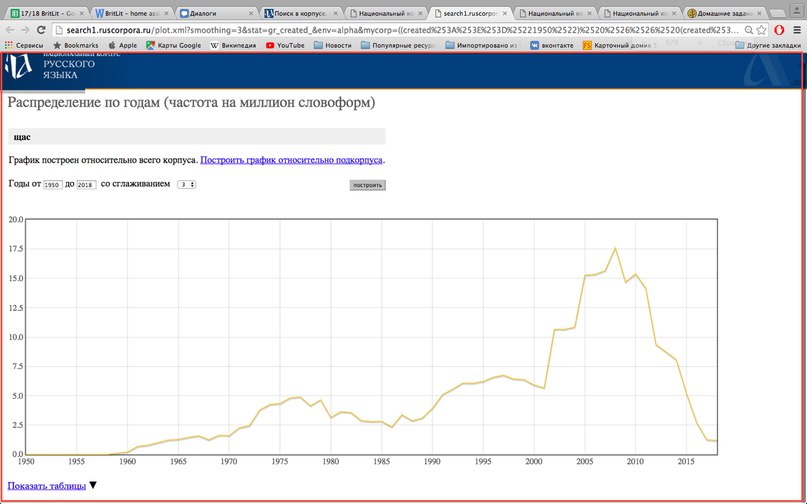 17/18 BritLit – Go
BritLit - home ass
Диалоги
Поиск в корпусе.
Национальный ко
search1.ruscorpora
Национальный ко
Национальный ко
Домашние задан
search1.ruscorpora.ru/plot.xml?smoothing=3&stat=gr_created_&env=alpha&mycorp=((created%253A%253E%253D%25221950%2522)%2520%2526%2526%2520(created%253...
Сервисы
Bookmarks
Apple
Карты Google
Википедия
YouTube
Новости
Популярные ресурс
Импортировано из S
вконтакте
Карточный домик 5
Другие закладки
НАЦИОНАЛЬНЫЙ КОРПУС
РУССКОГО
ЯЗЫКА
Распределение по годам (частота на миллион словоформ)
щас
График построен относительно всего корпуса. Построить график относительно подкорпуса.
Годы от 1950 до 2018 со сглаживанием 3 построить
20.0
17.5
15.0
12.5
10.0
7.5
5.0
2.5
0.0
1950 1955 1960 1965 1970 1975 1980 1985 1990 1995 2000 2005 2010 2015
Показать таблицы ▼